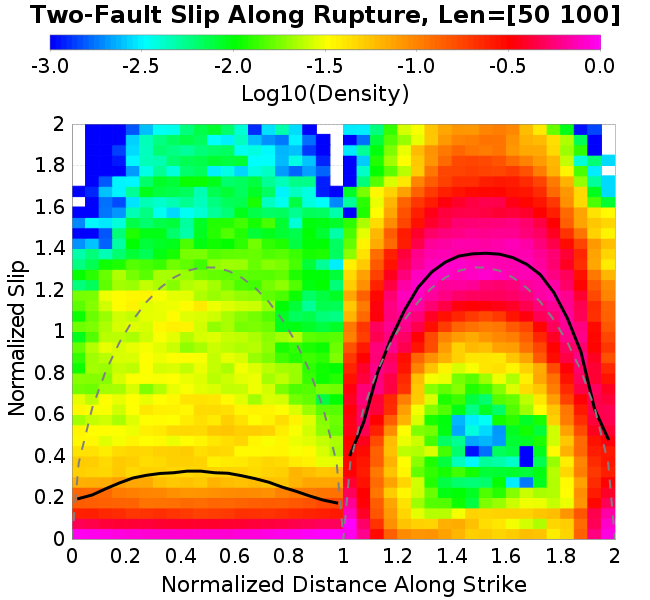 Two-Fault Slip Along Rupture, Len=[50 100]
-3.0 -2.5 -2.0 -1.5 -1.0 -0.5 0.0
Log10(Density)
2
1.8
1.6
1.4
1.2
1
0.8
0.6
0.4
0.2
0
Normalized Slip
0 0.2 0.4 0.6 0.8 1 1.2 1.4 1.6 1.8 2
Normalized Distance Along Strike